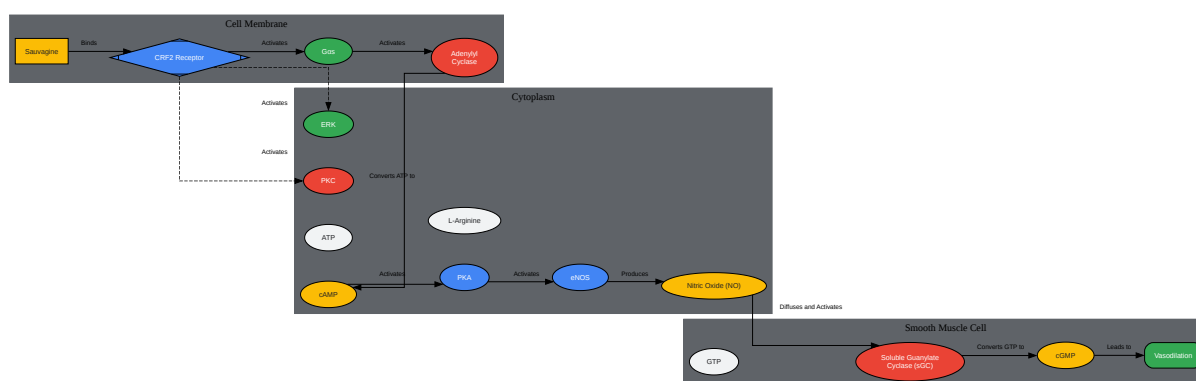 Cell Membrane
Sauvagine
Binds
CRF2 Receptor
Activates
Gαs
Activates
Adenylyl
Cyclase
Cytoplasm
Activates
ERK
Activates
PKC
Converts ATP to
L-Arginine
ATP
cAMP
Activates
PKA
Activates
eNOS
Produces
Nitric Oxide (NO)
Diffuses and Activates
Smooth Muscle Cell
GTP
Soluble Guanylate
Cyclase (sGC)
Converts GTP to
cGMP
Leads to
Vasodilation